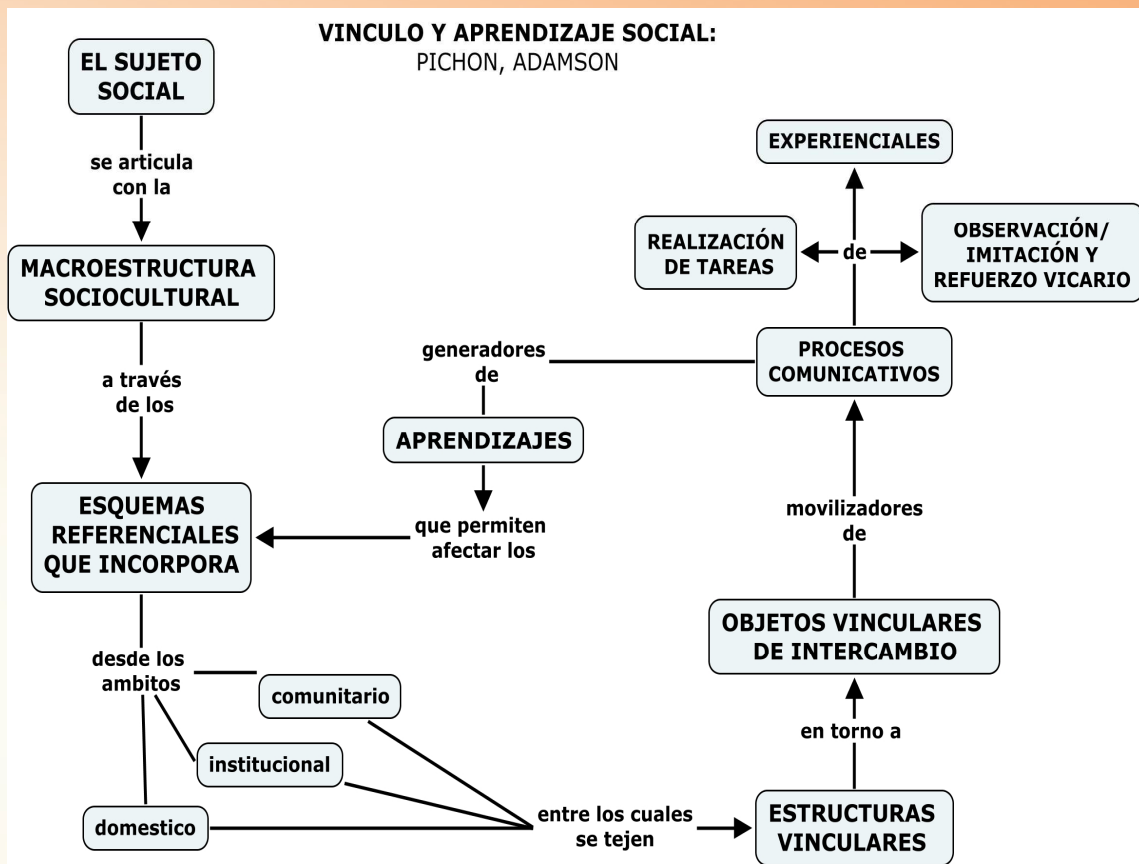 VINCULO Y APRENDIZAJE SOCIAL:
PICHON, ADAMSON
EL SUJETO
SOCIAL
se articula
con la
MACROESTRUCTURA
SOCIOCULTURAL
a través
de los
ESQUEMAS
REFERENCIALES
QUE INCORPORA
desde los
ambitos
comunitario
institucional
domestico
entre los cuales
se tejen
ESTRUCTURAS
VINCULARES
en torno a
OBJETOS VINCULARES
DE INTERCAMBIO
movilizadores
de
PROCESOS
COMUNICATIVOS
de
EXPERIENCIALES
REALIZACIÓN
DE TAREAS
OBSERVACIÓN/
IMITACIÓN Y
REFUERZO VICARIO
generadores
de
APRENDIZAJES
que permiten
afectar los